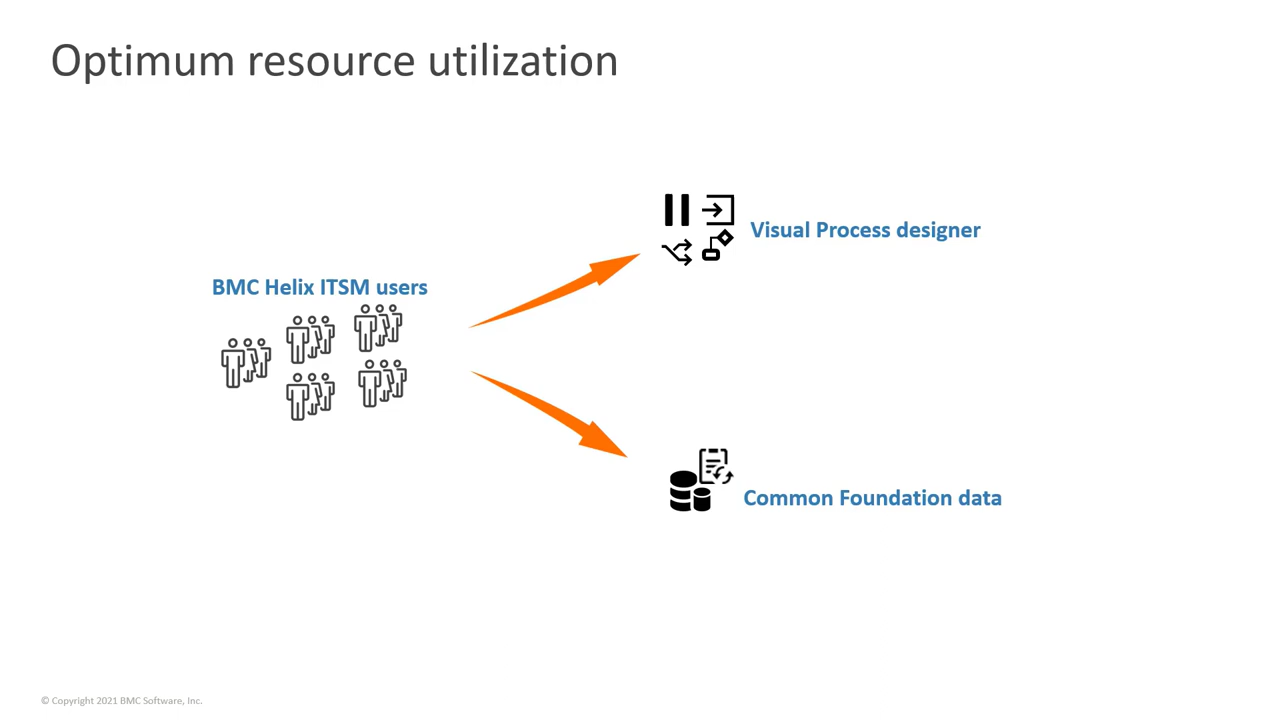 Optimum resource utilization
Visual Process designer
BMC Helix ITSM users
Common Foundation data
© Copyright 2021 BMC Software, Inc.